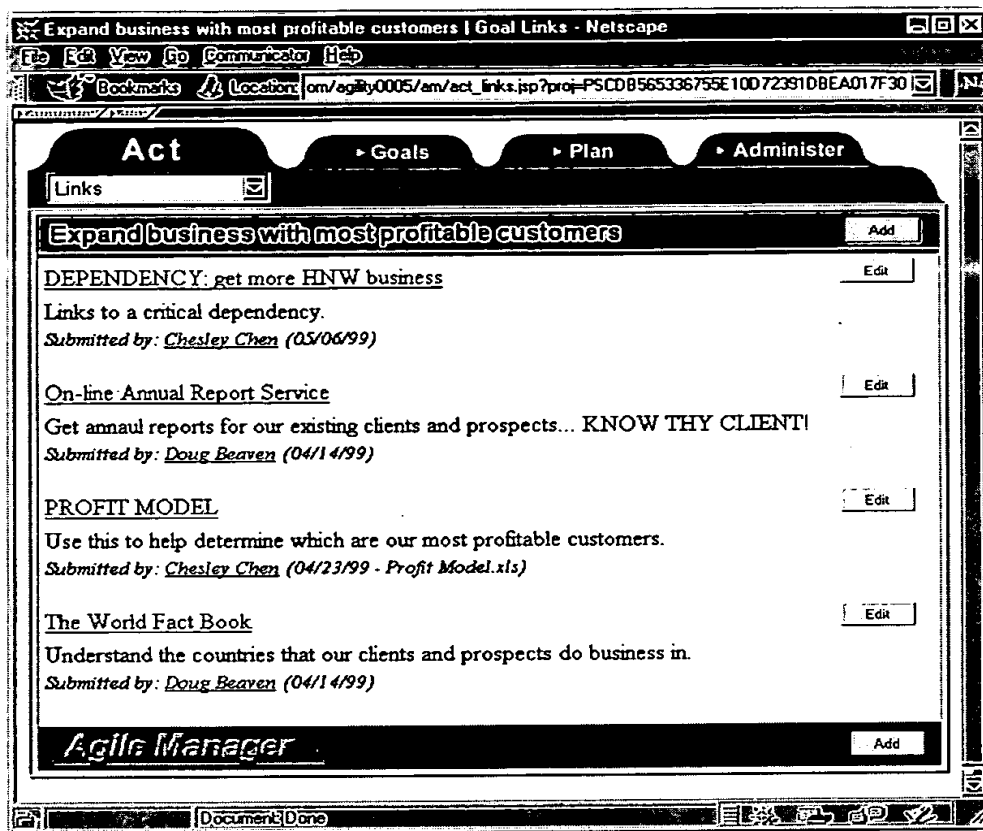 Expand business with most profitable customers | Goal Links - Netscape
File Edit View Go Communicator Help
Bookmarks Location: om/agility0005/am/act_links.jsp?proj=PSCDB565336755E10D72391DBEA017F30 N
Act Goals Plan Administer
Links
Expand business with most profitable customers Add
DEPENDENCY: get more HNW business Edit
Links to a critical dependency.
Submitted by: Chesley Chen (05/06/99)
On-line Annual Report Service Edit
Get annaul reports for our existing clients and prospects... KNOW THY CLIENT!
Submitted by: Doug Beaven (04/14/99)
PROFIT MODEL Edit
Use this to help determine which are our most profitable customers.
Submitted by: Chesley Chen (04/23/99 - Profit Model.xls)
The World Fact Book Edit
Understand the countries that our clients and prospects do business in.
Submitted by: Doug Beaven (04/14/99)
Agile Manager Add
Document: Done